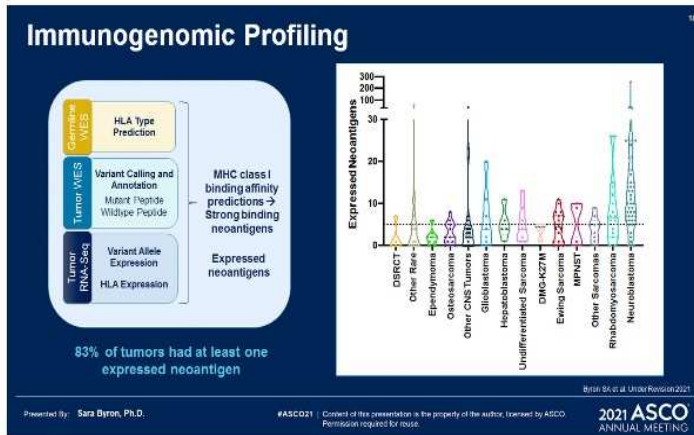 Immunogenomic Profiling
Germline WES
HLA Type
Prediction
Tumor WES
Variant Calling and
Annotation
Mutant Peptide
Wildtype Peptide
Tumor RNA-Seq
Variant Allele
Expression
HLA Expression
MHC class I
binding affinity
predictions →
Strong binding
neoantigens
Expressed
neoantigens
83% of tumors had at least one
expressed neoantigen
Expressed Neoantigens
300
200
100
30
20
10
0
DSRCT
Other Rare
Ependymoma
Osteosarcoma
Other CNS Tumors
Glioblastoma
Hepatoblastoma
Undifferentiated Sarcoma
DMG-K27M
Ewing Sarcoma
MPNST
Other Sarcomas
Rhabdomyosarcoma
Neuroblastoma
Byron SA et al. Under Revision 2021
Presented By: Sara Byron, Ph.D.
#ASCO21 | Content of this presentation is the property of the author, licensed by ASCO.
Permission required for reuse.
2021 ASCO
ANNUAL MEETING